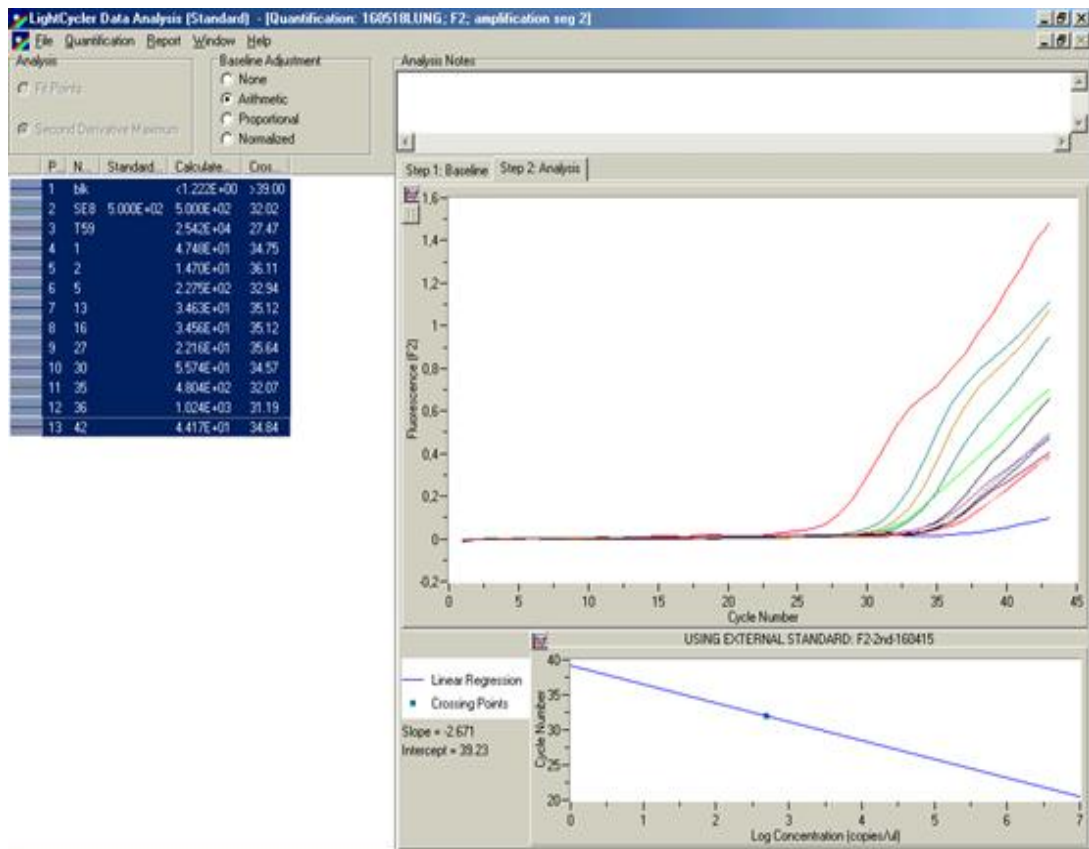 LightCycler Data Analysis (Standard) - [Quantification: 160518LUNG; F2; amplification seg 2]
File Quantification Report Window Help
Analysis
Fit Points
Second Derivative Maximum
Baseline Adjustment
None
Arithmetic
Proportional
Normalized
Analysis Notes
P... N... Standard... Calculate... Cros...
1 blk <1.222E+00 >39.00
2 SE8 5.000E+02 5.000E+02 32.02
3 T59 2.542E+04 27.47
4 1 4.748E+01 34.75
5 2 1.470E+01 36.11
6 5 2.275E+02 32.94
7 13 3.463E+01 35.12
8 16 3.456E+01 35.12
9 27 2.216E+01 35.64
10 30 5.574E+01 34.57
11 35 4.804E+02 32.07
12 36 1.024E+03 31.19
13 42 4.417E+01 34.84
Step 1: Baseline Step 2: Analysis
Fluorescence (F2)
1,6
1,4
1,2
1
0,8
0,6
0,4
0,2
0
-0,2
0 5 10 15 20 25 30 35 40 45
Cycle Number
USING EXTERNAL STANDARD: F2-2nd-160415
Linear Regression
Crossing Points
Slope = -2.671
Intercept = 39.23
Cycle Number
40
35
30
25
20
0 1 2 3 4 5 6 7
Log Concentration (copies/ul)